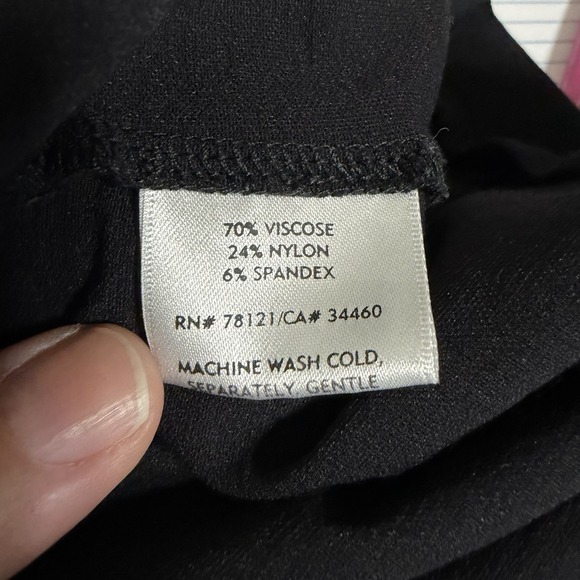 70% VISCOSE
24% NYLON
6% SPANDEX
RN# 78121/CA# 34460
MACHINE WASH COLD,
SEPARATELY GENTLE